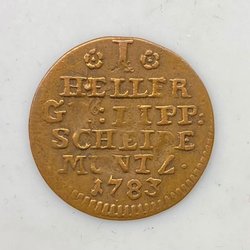 I
HELLER
LIPP:
SCHEIDE
MUNTZ.
1783